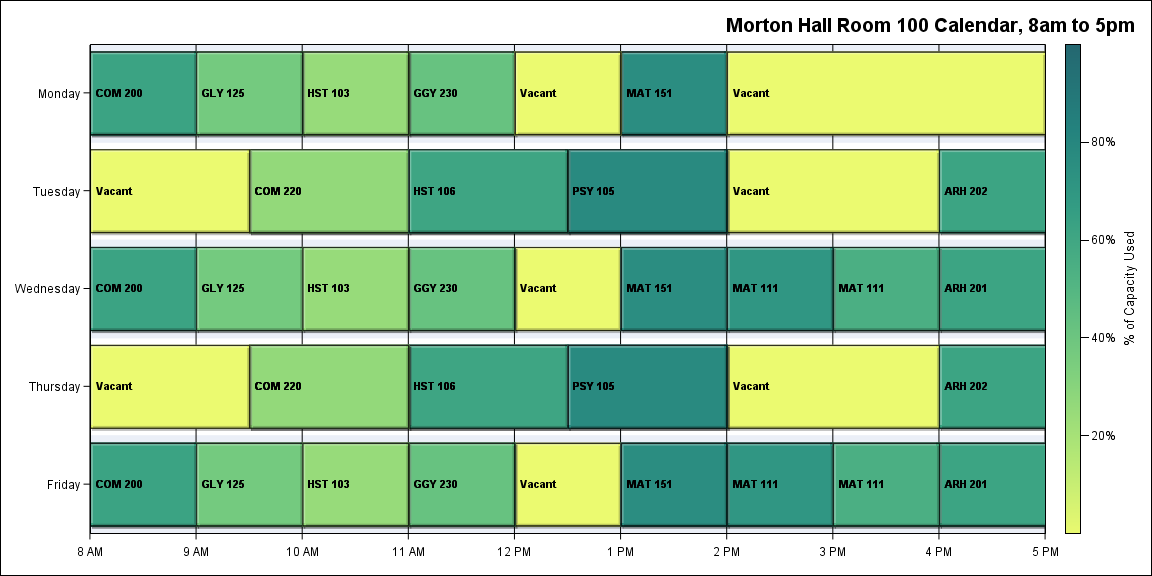 Morton Hall Room 100 Calendar, 8am to 5pm
Monday
COM 200
GLY 125
HST 103
GGY 230
Vacant
MAT 151
Vacant
Tuesday
Vacant
COM 220
HST 106
PSY 105
Vacant
ARH 202
Wednesday
COM 200
GLY 125
HST 103
GGY 230
Vacant
MAT 151
MAT 111
MAT 111
ARH 201
Thursday
Vacant
COM 220
HST 106
PSY 105
Vacant
ARH 202
Friday
COM 200
GLY 125
HST 103
GGY 230
Vacant
MAT 151
MAT 111
MAT 111
ARH 201
8 AM
9 AM
10 AM
11 AM
12 PM
1 PM
2 PM
3 PM
4 PM
5 PM
80%
60%
40%
20%
% of Capacity Used